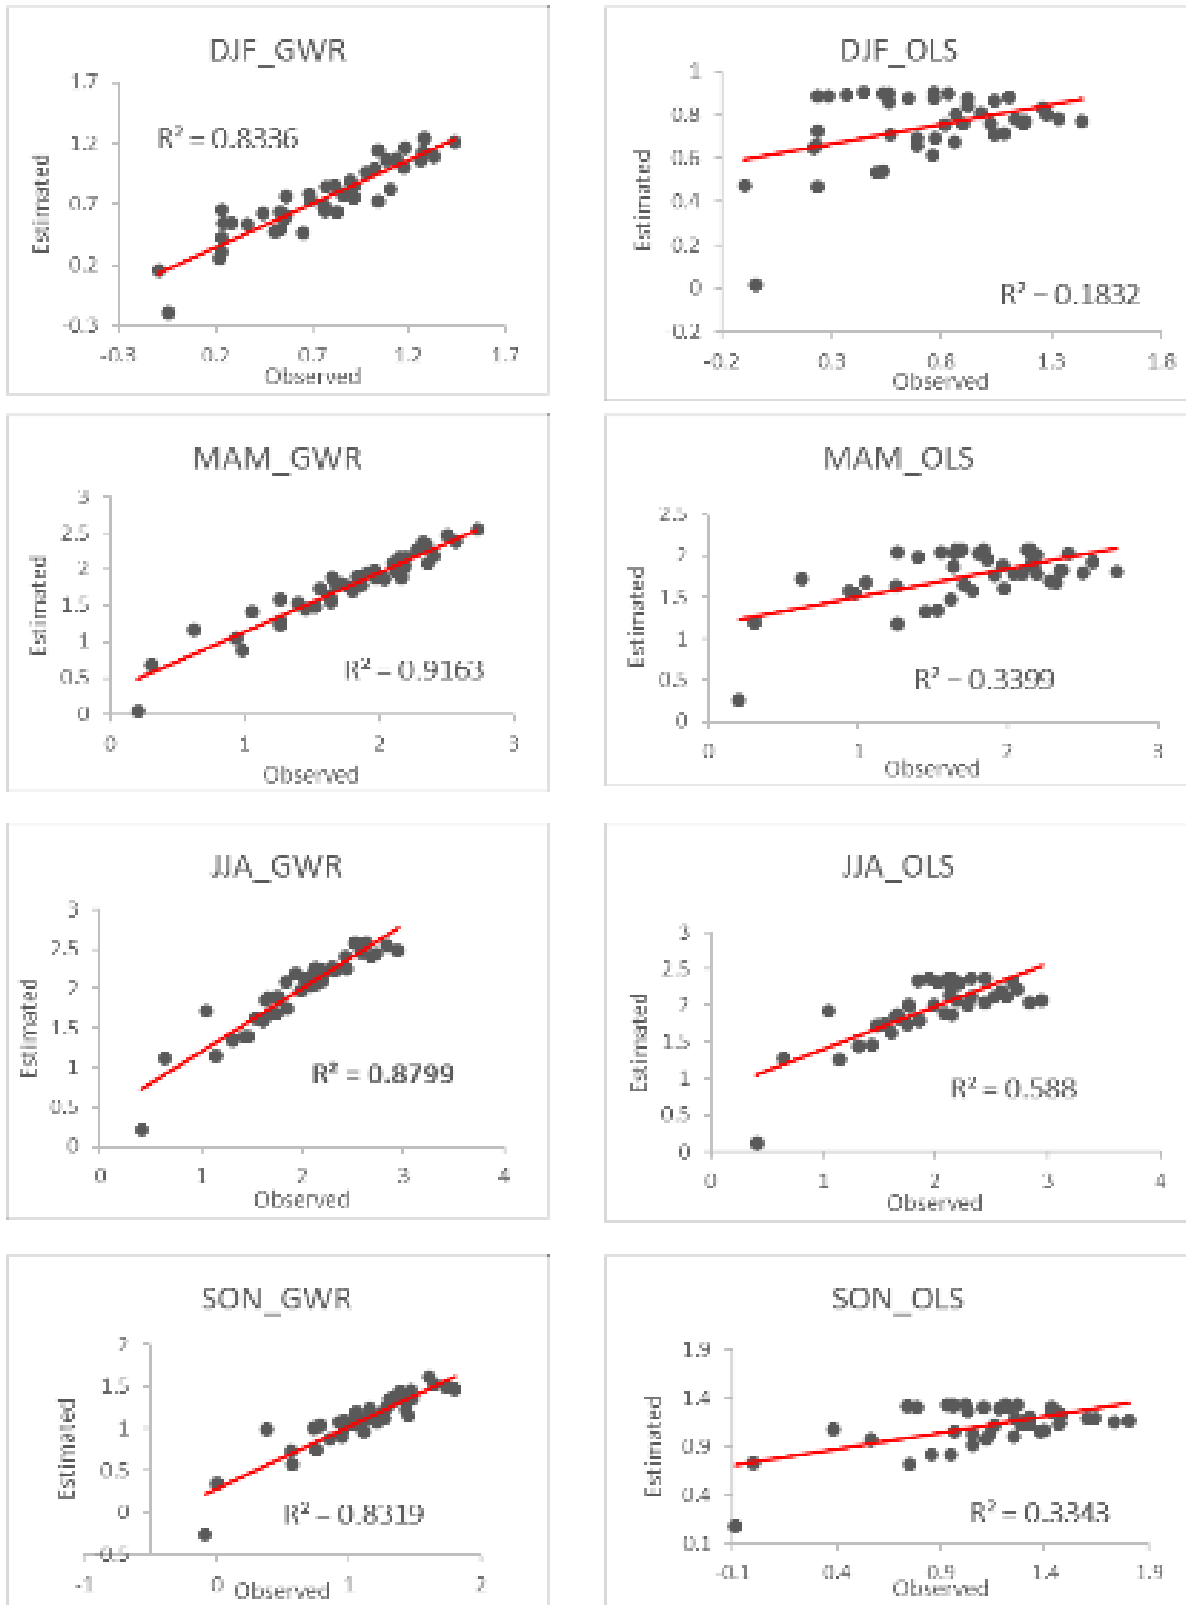 DJF_GWR
1.7
1.2
0.7
0.2
-0.3
R² = 0.8336
Estimated
-0.3 0.2 0.7 1.2 1.7
Observed
DJF_OLS
1
0.8
0.6
0.4
0.2
0
-0.2
R² = 0.1832
Estimated
-0.2 0.3 0.8 1.3 1.8
Observed
MAM_GWR
3
2.5
2
1.5
1
0.5
0
R² = 0.9163
Estimated
0 1 2 3
Observed
MAM_OLS
2.5
2
1.5
1
0.5
0
R² = 0.3399
Estimated
0 1 2 3
Observed
JJA_GWR
3
2.5
2
1.5
1
0.5
0
R² = 0.8799
Estimated
0 1 2 3 4
Observed
JJA_OLS
3
2.5
2
1.5
1
0.5
0
R² = 0.588
Estimated
0 1 2 3 4
Observed
SON_GWR
2
1.5
1
0.5
0
-0.5
R² = 0.8319
Estimated
-1 0 1 2
Observed
SON_OLS
1.9
1.4
0.9
0.4
0.1
R² = 0.3343
Estimated
-0.1 0.4 0.9 1.4 1.9
Observed